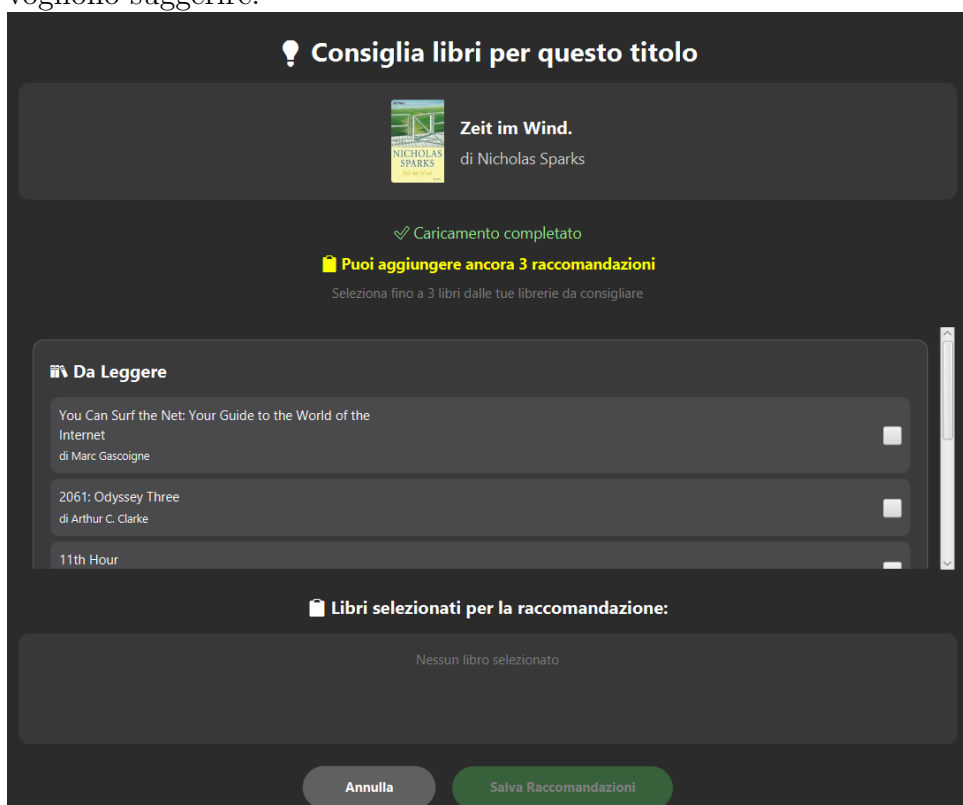 vogliono suggerire.
Consiglia libri per questo titolo
NICHOLAS
SPARKS
Zeit im Wind
Zeit im Wind.
di Nicholas Sparks
Caricamento completato
Puoi aggiungere ancora 3 raccomandazioni
Seleziona fino a 3 libri dalle tue librerie da consigliare
Da Leggere
You Can Surf the Net: Your Guide to the World of the
Internet
di Marc Gascoigne
2061: Odyssey Three
di Arthur C. Clarke
11th Hour
Libri selezionati per la raccomandazione:
Nessun libro selezionato
Annulla
Salva Raccomandazioni